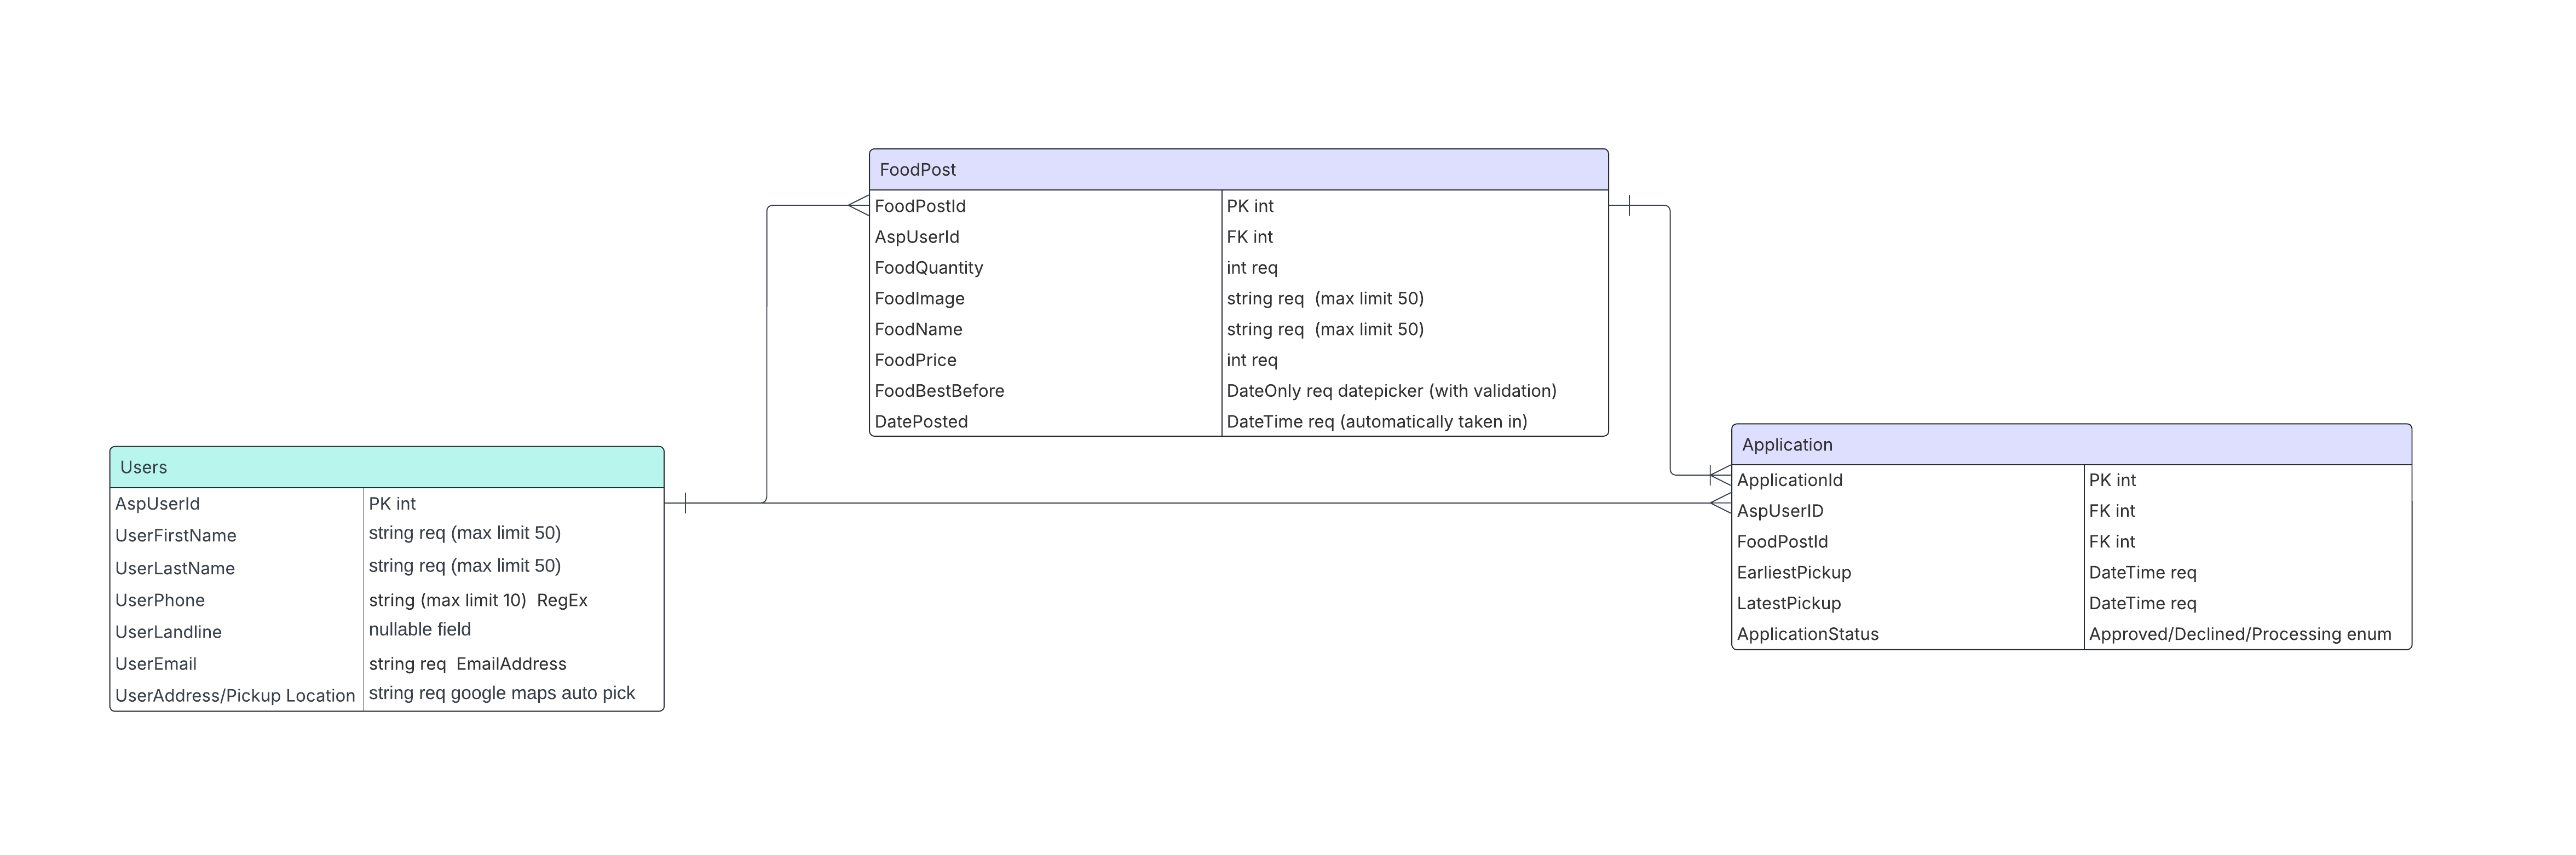 FoodPost
FoodPostId PK int
AspUserId FK int
FoodQuantity int req
FoodImage string req  (max limit 50)
FoodName string req  (max limit 50)
FoodPrice int req
FoodBestBefore DateOnly req datepicker (with validation)
DatePosted DateTime req (automatically taken in)
Users
AspUserId PK int
UserFirstName string req (max limit 50)
UserLastName string req (max limit 50)
UserPhone string (max limit 10)  RegEx
UserLandline nullable field
UserEmail string req  EmailAddress
UserAddress/Pickup Location string req google maps auto pick
Application
ApplicationId PK int
AspUserID FK int
FoodPostId FK int
EarliestPickup DateTime req
LatestPickup DateTime req
ApplicationStatus Approved/Declined/Processing enum